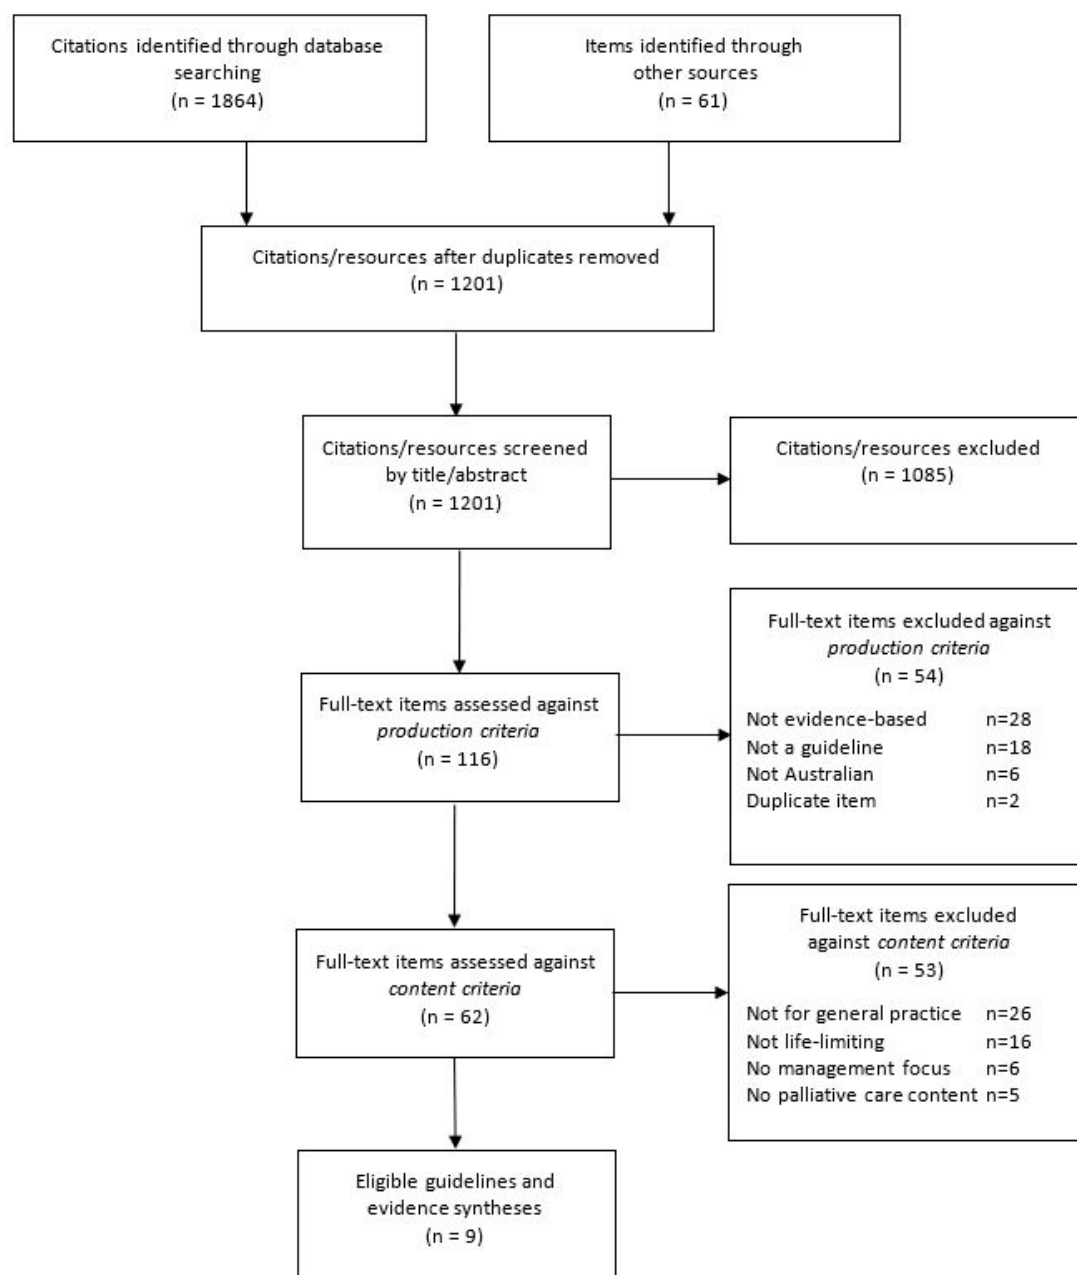 Citations identified through database
searching
(n = 1864)
Items identified through
other sources
(n = 61)
Citations/resources after duplicates removed
(n = 1201)
Citations/resources screened
by title/abstract
(n = 1201)
Citations/resources excluded
(n = 1085)
Full-text items assessed against
production criteria
(n = 116)
Full-text items excluded against
production criteria
(n = 54)
Not evidence-based n=28
Not a guideline n=18
Not Australian n=6
Duplicate item n=2
Full-text items assessed against
content criteria
(n = 62)
Full-text items excluded
against content criteria
(n = 53)
Not for general practice n=26
Not life-limiting n=16
No management focus n=6
No palliative care content n=5
Eligible guidelines and
evidence syntheses
(n = 9)